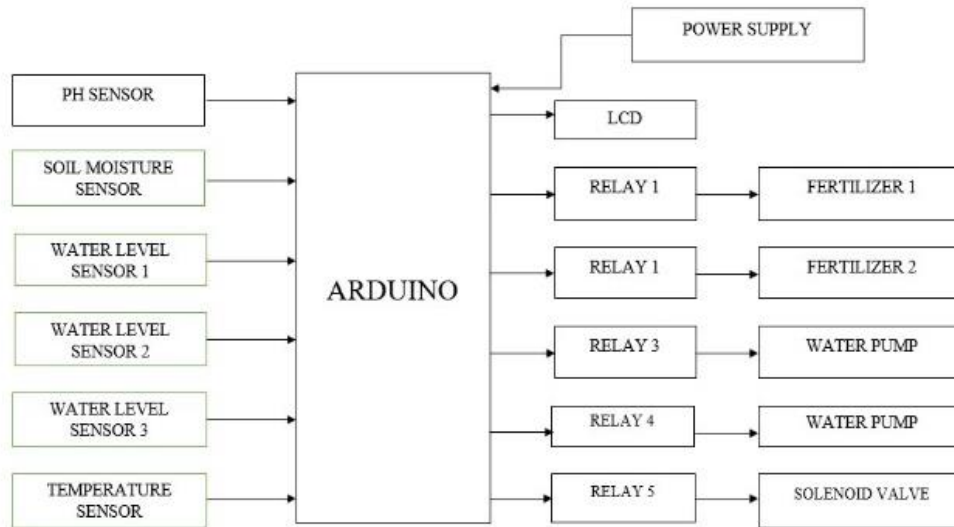 POWER SUPPLY
PH SENSOR
LCD
SOIL MOISTURE
SENSOR
RELAY 1
FERTILIZER 1
WATER LEVEL
SENSOR 1
RELAY 1
FERTILIZER 2
ARDUINO
WATER LEVEL
SENSOR 2
RELAY 3
WATER PUMP
WATER LEVEL
SENSOR 3
RELAY 4
WATER PUMP
TEMPERATURE
SENSOR
RELAY 5
SOLENOID VALVE